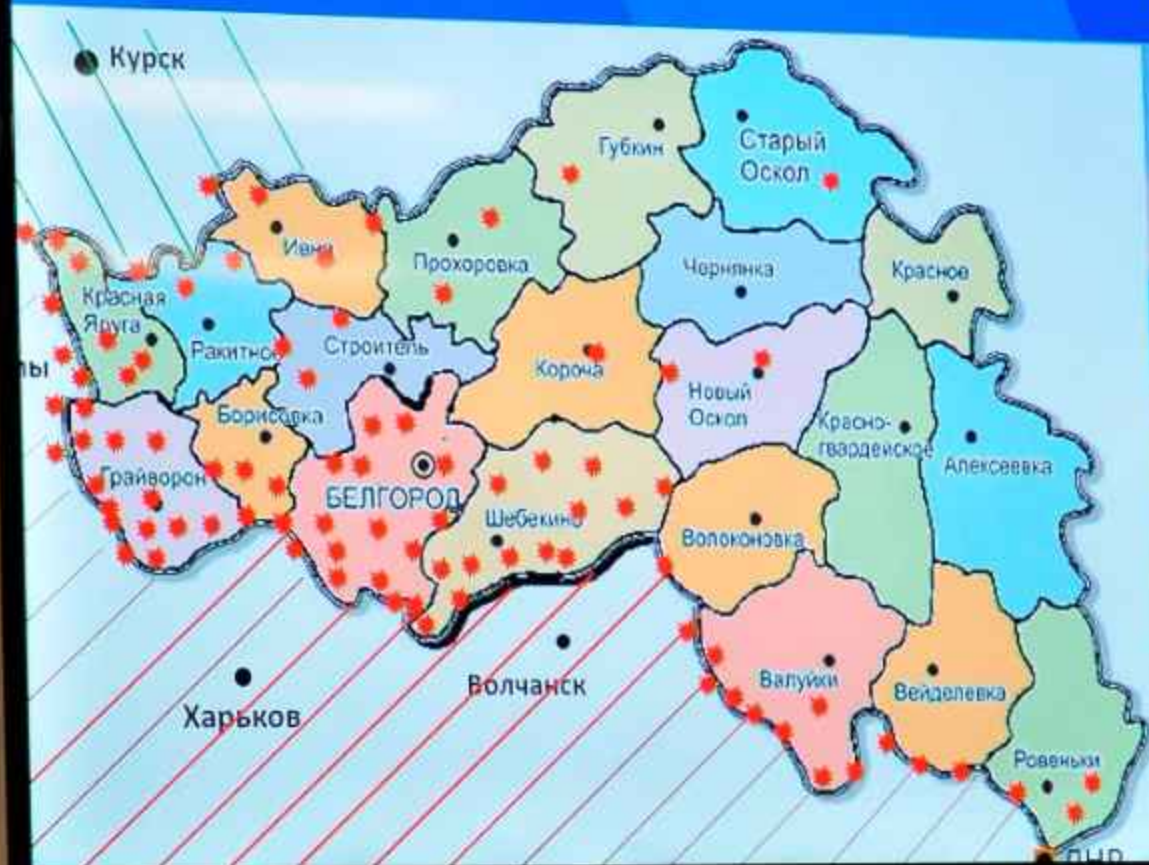 Курск
Губкин
Старый
Оскол
Ивня
Прохоровка
Чернянка
Красное
Красная
Яруга
Ракитное
Строитель
Короча
Новый
Оскол
Борисовка
Красно-
гвардейское
Алексеевка
Грайворон
БЕЛГОРОД
Шебекино
Волоконовка
Харьков
Волчанск
Валуйки
Вейделевка
Ровеньки